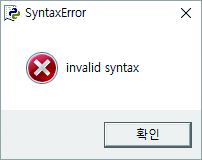 SyntaxError
invalid syntax
확인